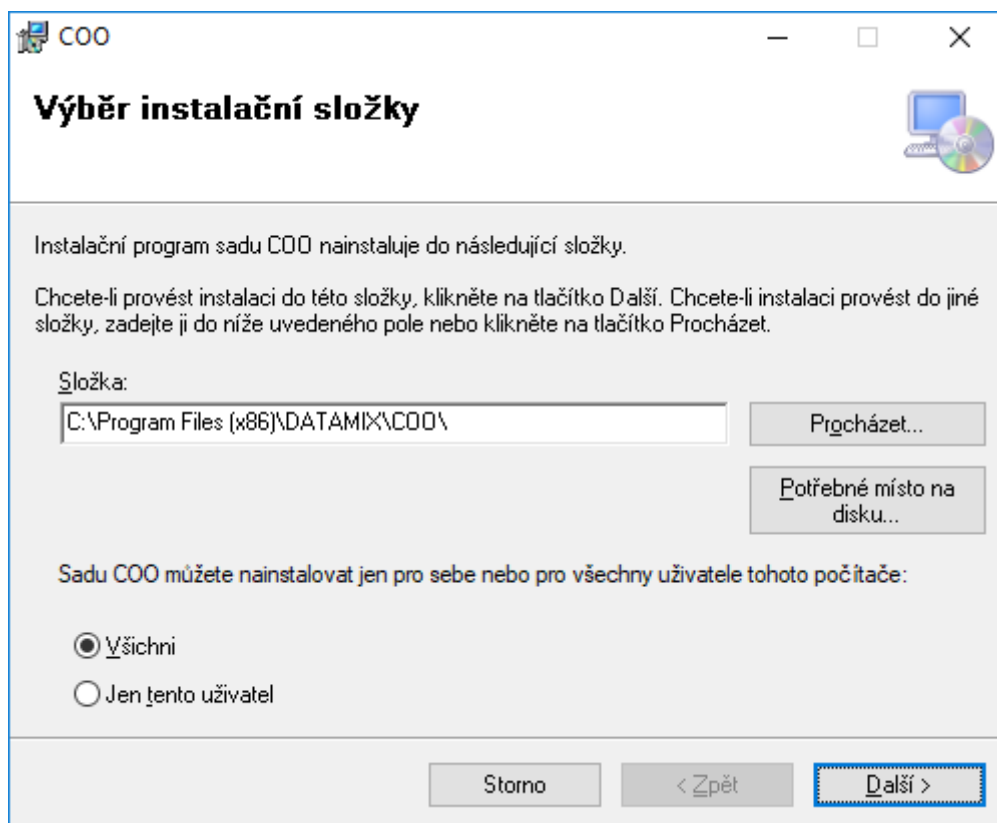 COO
Výběr instalační složky
Instalační program sadu COO nainstaluje do následující složky.
Chcete-li provést instalaci do této složky, klikněte na tlačítko Další. Chcete-li instalaci provést do jiné
složky, zadejte ji do níže uvedeného pole nebo klikněte na tlačítko Procházet.
Složka:
C:\Program Files (x86)\DATAMIX\COO\
Procházet...
Potřebné místo na
disku...
Sadu COO můžete nainstalovat jen pro sebe nebo pro všechny uživatele tohoto počítače:
Všichni
Jen tento uživatel
Storno
< Zpět
Další >